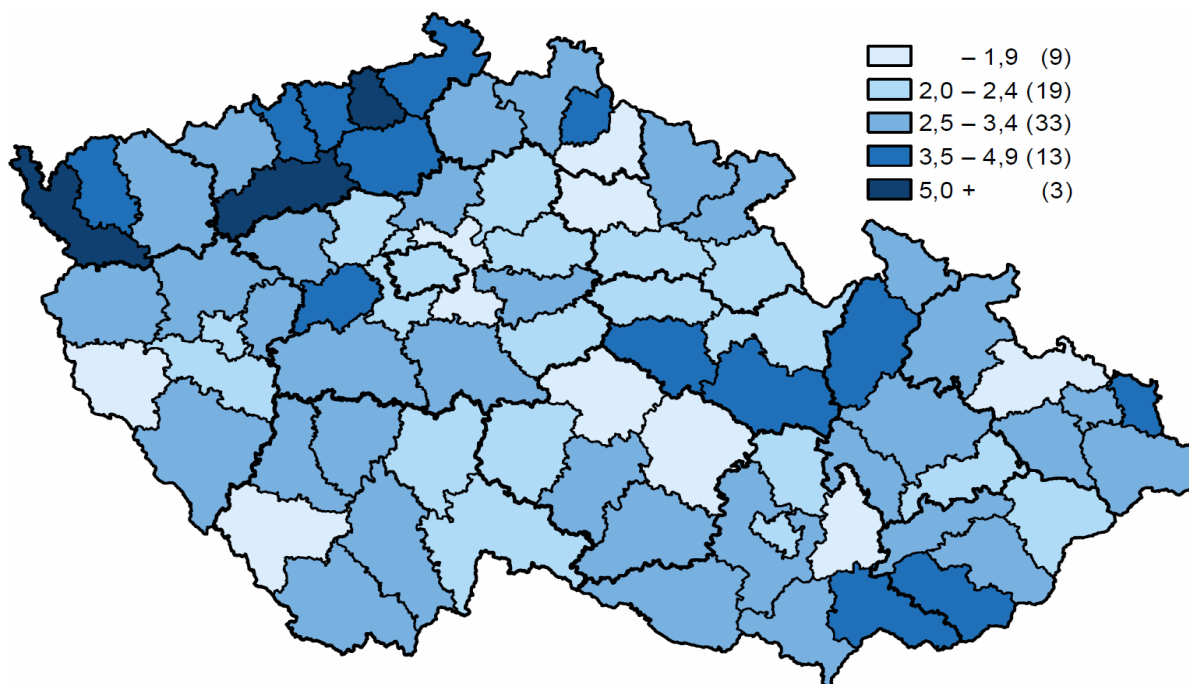 – 1,9 (9)
2,0 – 2,4 (19)
2,5 – 3,4 (33)
3,5 – 4,9 (13)
5,0 + (3)